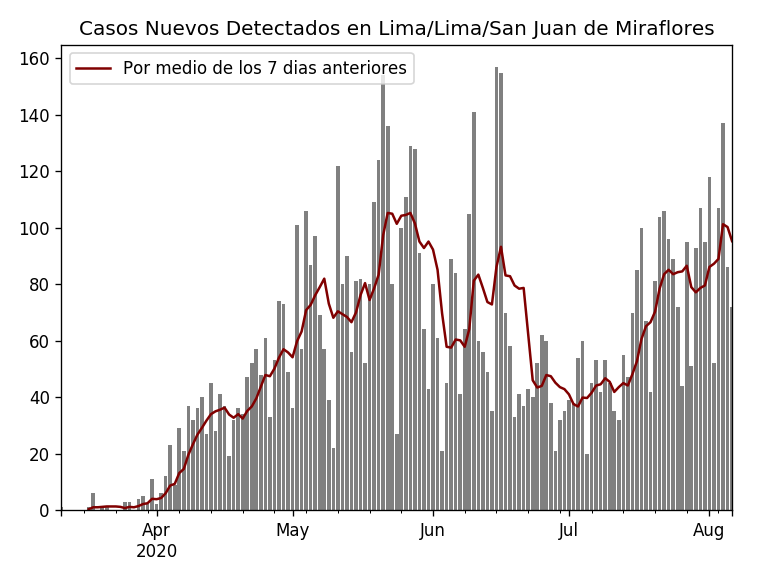 Casos Nuevos Detectados en Lima/Lima/San Juan de Miraflores
Por medio de los 7 dias anteriores
160
140
120
100
80
60
40
20
0
Apr
2020
May
Jun
Jul
Aug